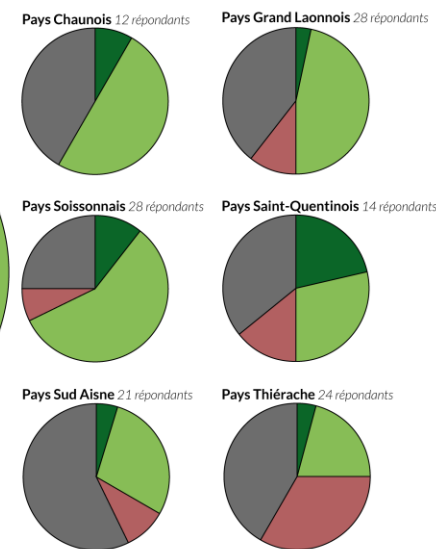 Pays Chaunois 12 répondants
Pays Grand Laonnois 28 répondants
Pays Soissonnais 28 répondants
Pays Saint-Quentinois 14 répondants
Pays Sud Aisne 21 répondants
Pays Thiérache 24 répondants